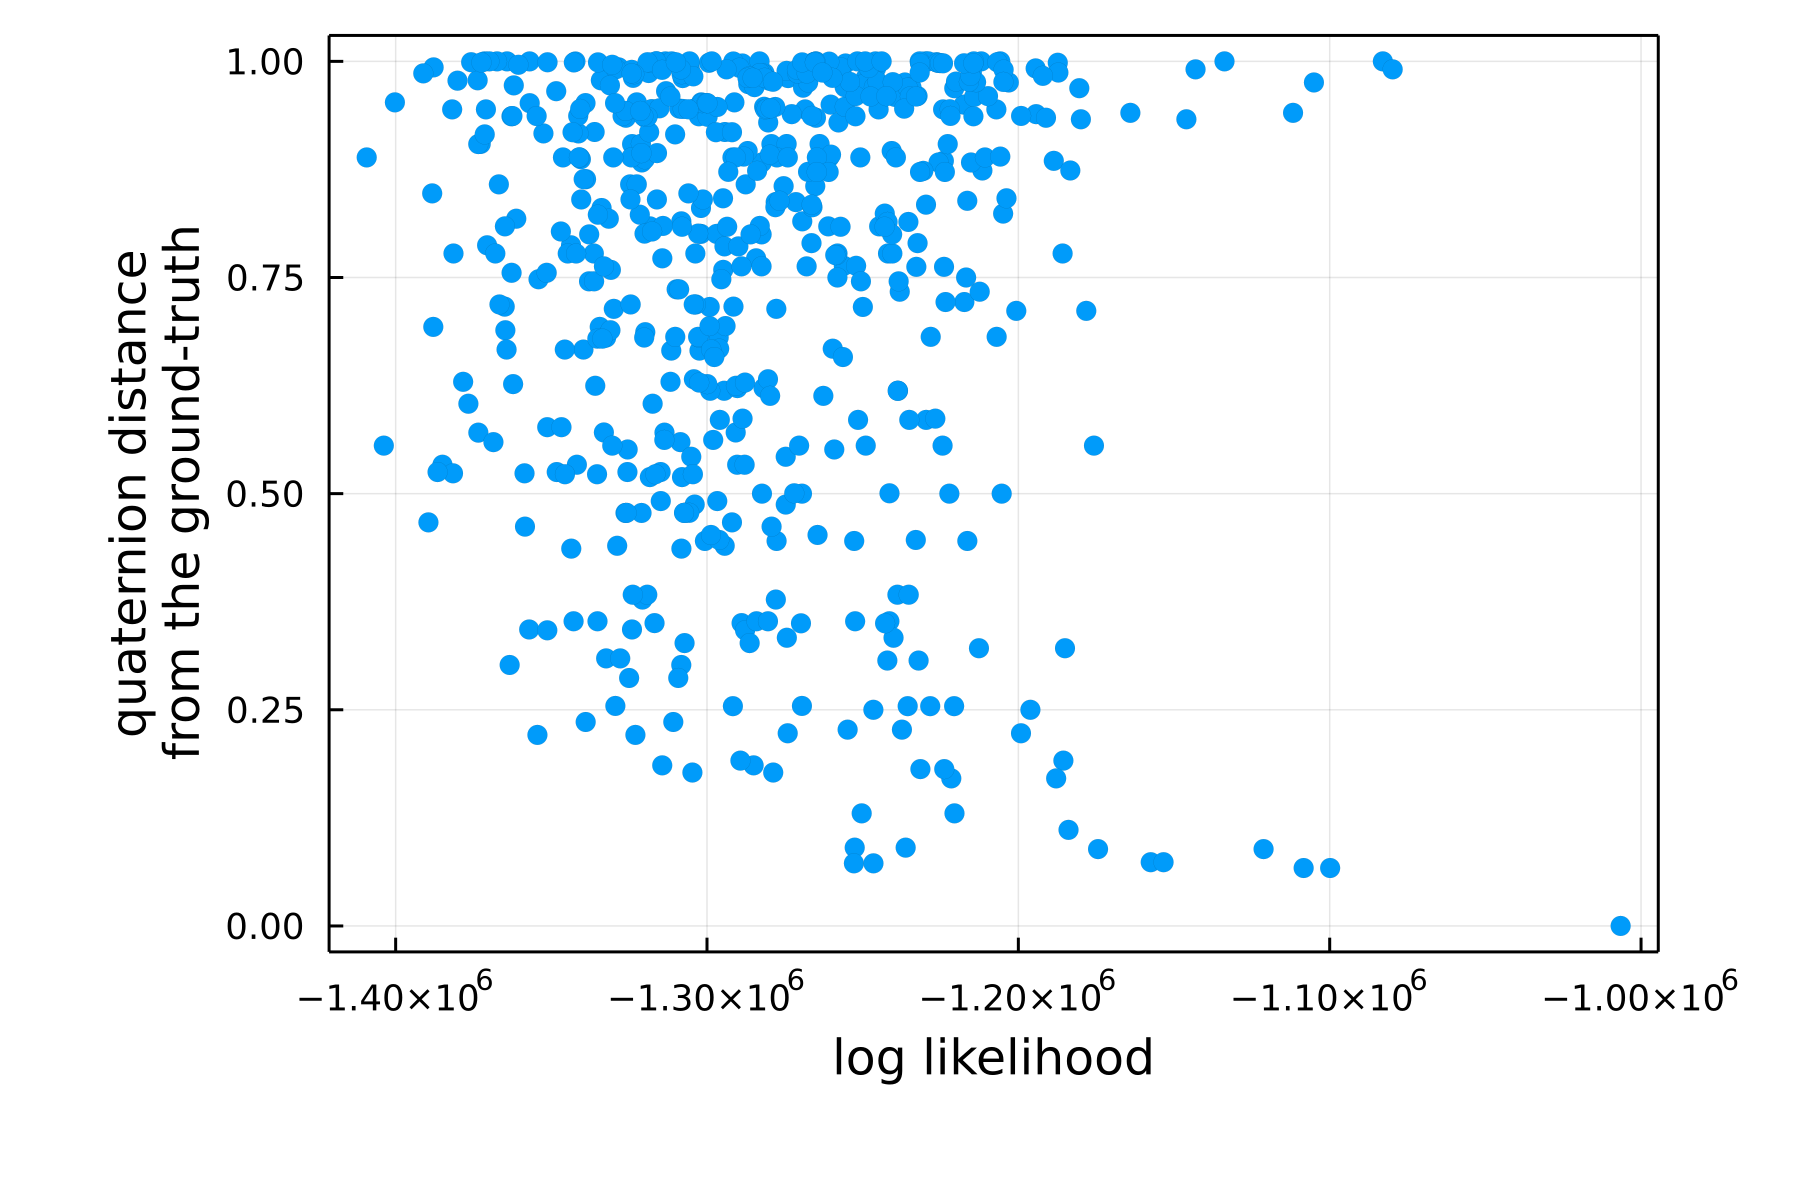 quaternion distance
from the ground-truth
1.00
0.75
0.50
0.25
0.00
−1.40×10⁶ −1.30×10⁶ −1.20×10⁶ −1.10×10⁶ −1.00×10⁶
log likelihood